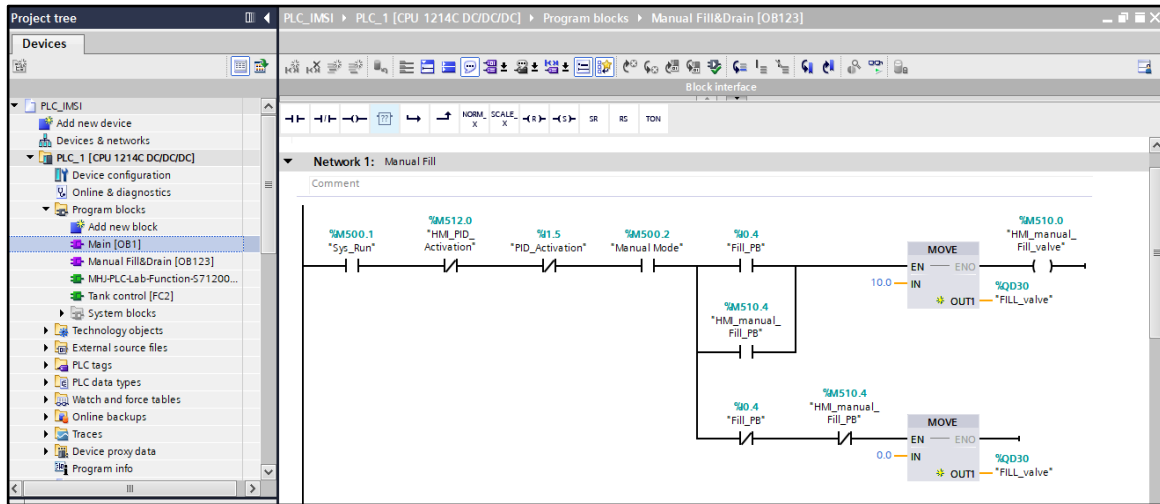 Project tree
PLC_IMSI ▸ PLC_1 [CPU 1214C DC/DC/DC] ▸ Program blocks ▸ Manual Fill&Drain [OB123]
Devices
Block interface
PLC_IMSI
Add new device
Devices & networks
PLC_1 [CPU 1214C DC/DC/DC]
Device configuration
Online & diagnostics
Program blocks
Add new block
Main [OB1]
Manual Fill&Drain [OB123]
MHJ-PLC-Lab-Function-S71200...
Tank control [FC2]
System blocks
Technology objects
External source files
PLC tags
PLC data types
Watch and force tables
Online backups
Traces
Device proxy data
Program info
NORM_X SCALE_X R S SR RS TON
Network 1: Manual Fill
Comment
%M500.1
"Sys_Run"
%M512.0
"HMI_PID_
Activation"
%I1.5
"PID_Activation"
%M500.2
"Manual Mode"
%I0.4
"Fill_PB"
MOVE
EN ENO
10.0 IN
OUT1
%QD30
"FILL_valve"
%M510.0
"HMI_manual_
Fill_valve"
%M510.4
"HMI_manual_
Fill_PB"
%I0.4
"Fill_PB"
%M510.4
"HMI_manual_
Fill_PB"
MOVE
EN ENO
0.0 IN
OUT1
%QD30
"FILL_valve"